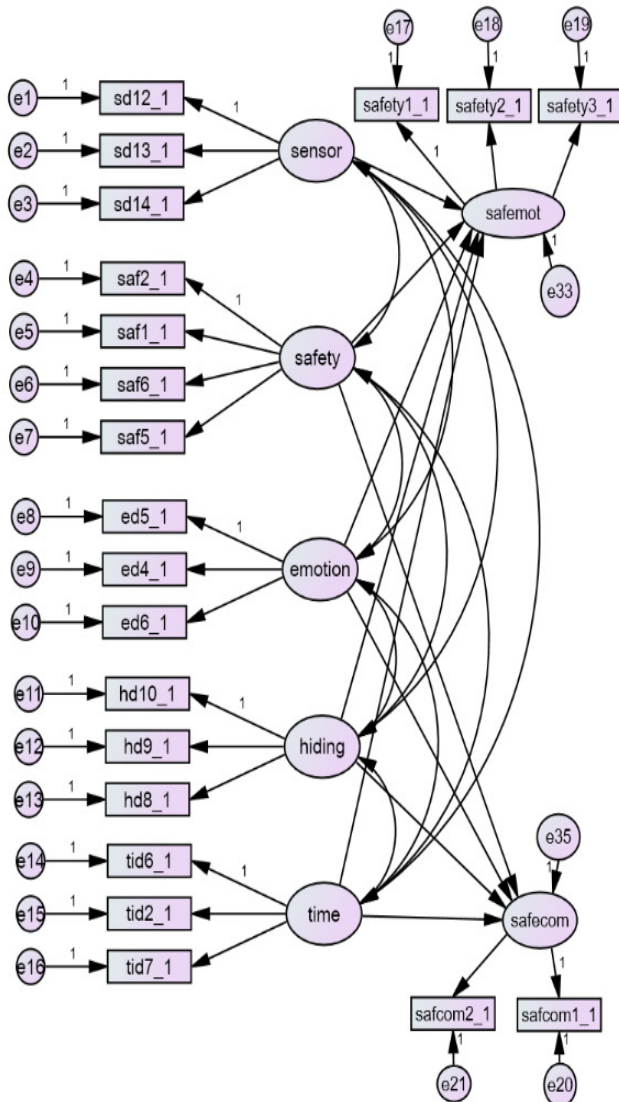 e17 e18 e19
1 1 1
safety1_1 safety2_1 safety3_1
1
safemot
1
e33
e1 1 sd12_1 1
e2 1 sd13_1
sensor
e3 1 sd14_1
e4 1 saf2_1 1
e5 1 saf1_1
safety
e6 1 saf6_1
e7 1 saf5_1
e8 1 ed5_1 1
e9 1 ed4_1
emotion
e10 1 ed6_1
e11 1 hd10_1 1
e12 1 hd9_1
hiding
e13 1 hd8_1
e14 1 tid6_1 1
e15 1 tid2_1
time
e16 1 tid7_1
e35
1
safecom
1
safcom2_1 safcom1_1
1 1
e21 e20